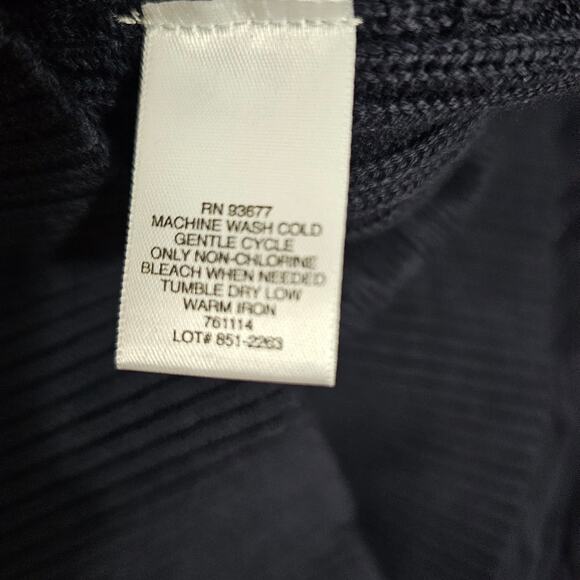 RN 93677
MACHINE WASH COLD
GENTLE CYCLE
ONLY NON-CHLORINE
BLEACH WHEN NEEDED
TUMBLE DRY LOW
WARM IRON
761114
LOT# 851-2263